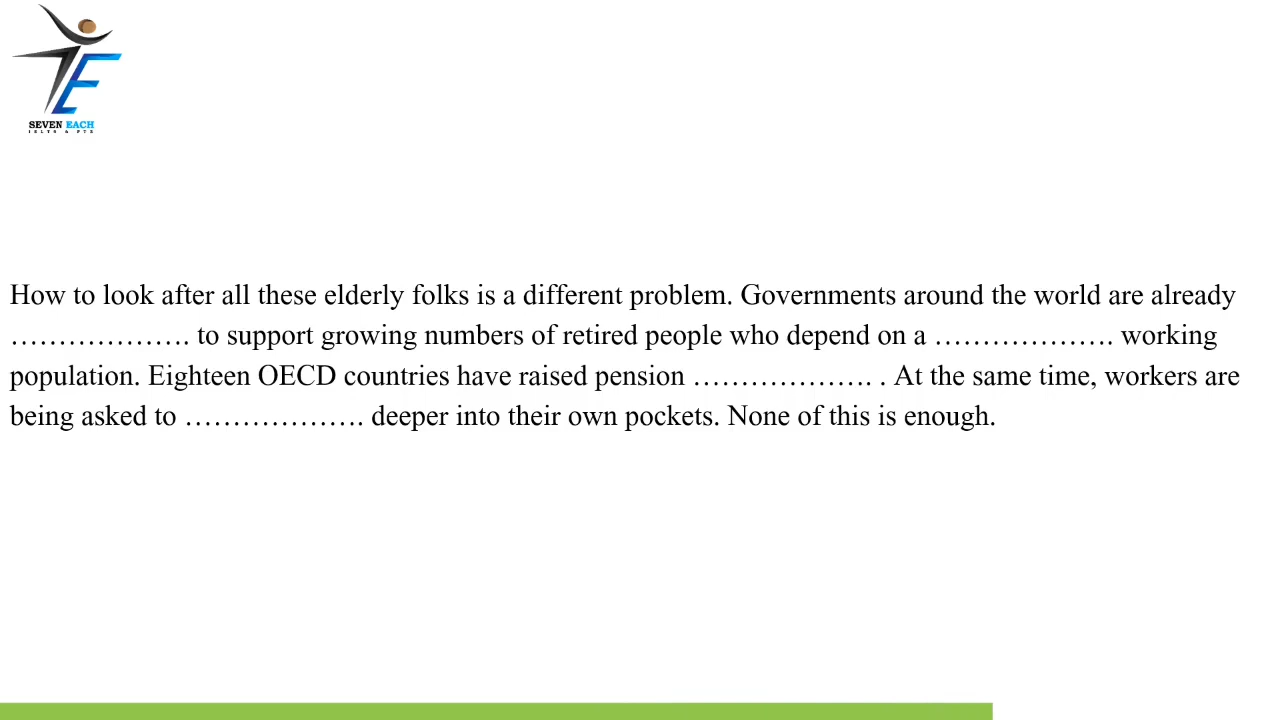 SEVEN EACH
IELTS & PTE
How to look after all these elderly folks is a different problem. Governments around the world are already
………………. to support growing numbers of retired people who depend on a ………………. working
population. Eighteen OECD countries have raised pension ………………. . At the same time, workers are
being asked to ………………. deeper into their own pockets. None of this is enough.